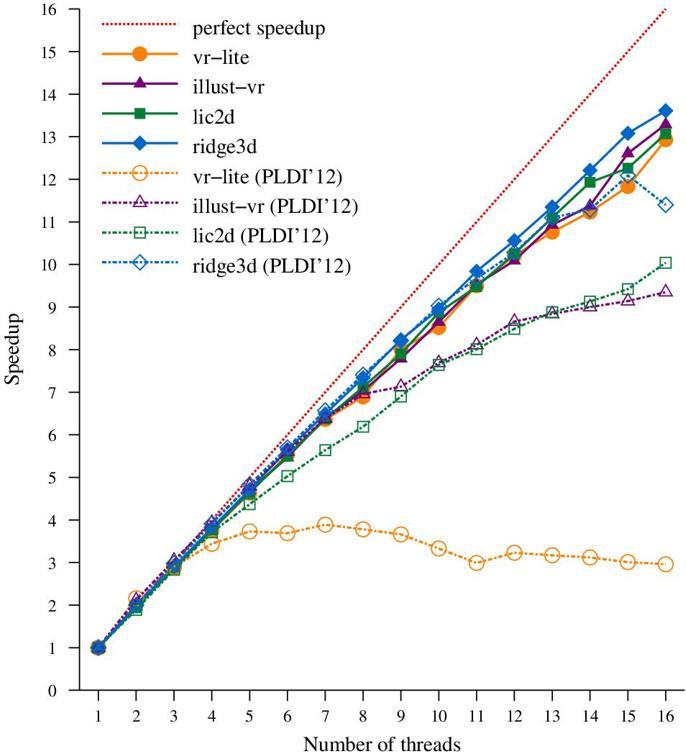 16
15
14
13
12
11
10
9
8
7
6
5
4
3
2
1
0
Speedup
perfect speedup
vr−lite
illust−vr
lic2d
ridge3d
vr−lite (PLDI'12)
illust−vr (PLDI'12)
lic2d (PLDI'12)
ridge3d (PLDI'12)
1 2 3 4 5 6 7 8 9 10 11 12 13 14 15 16
Number of threads